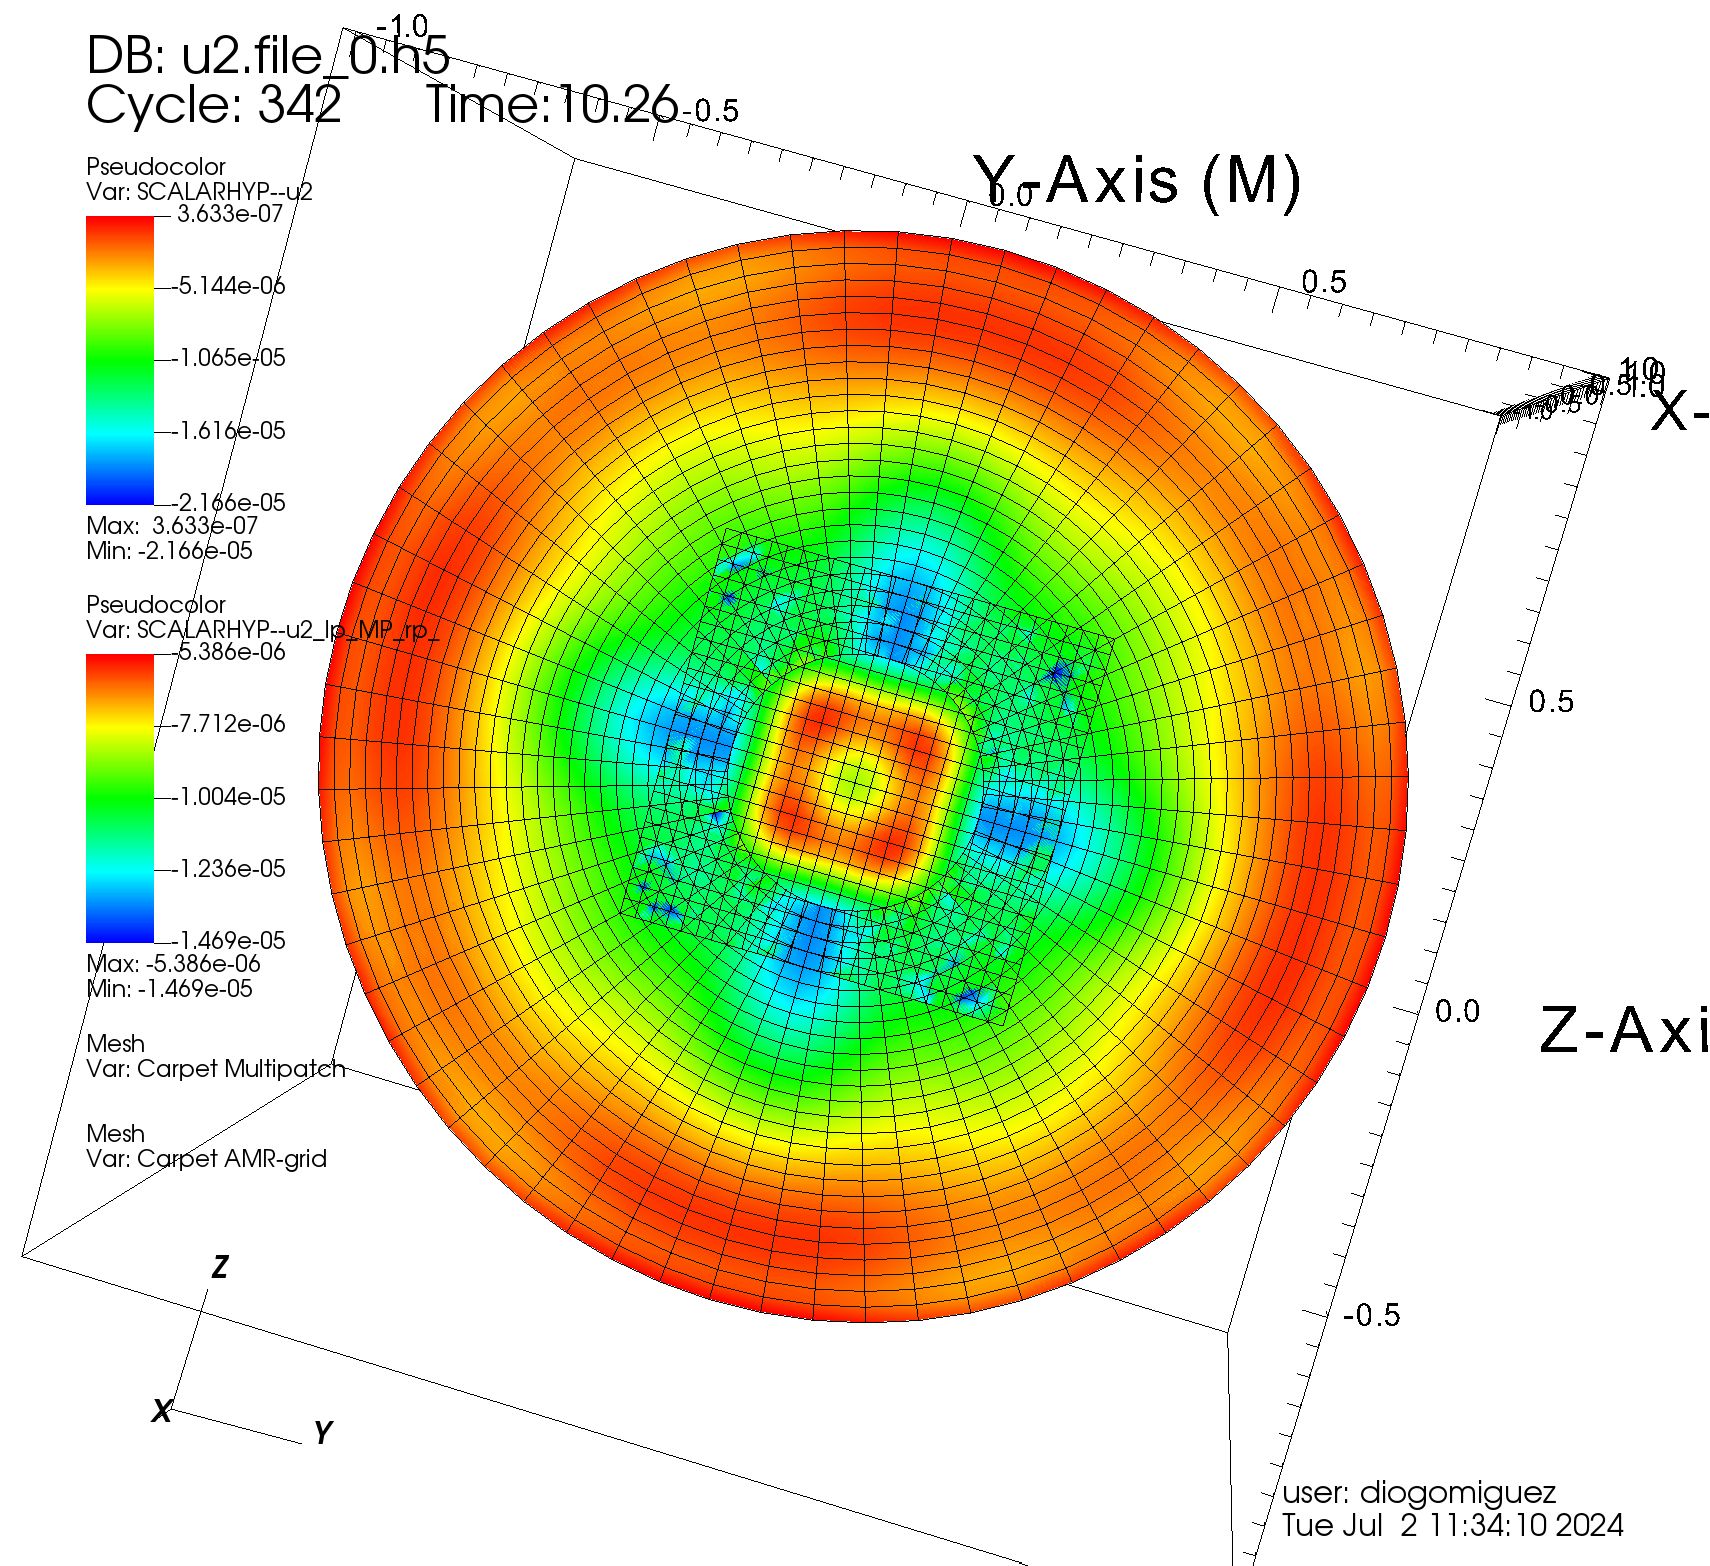 DB: u2.file_0.h5
Cycle: 342 Time:10.26
Pseudocolor
Var: SCALARHYP--u2
3.633e-07
-5.144e-06
-1.065e-05
-1.616e-05
-2.166e-05
Max: 3.633e-07
Min: -2.166e-05
Pseudocolor
Var: SCALARHYP--u2_lp_MP_rp_
-5.386e-06
-7.712e-06
-1.004e-05
-1.236e-05
-1.469e-05
Max: -5.386e-06
Min: -1.469e-05
Mesh
Var: Carpet Multipatch
Mesh
Var: Carpet AMR-grid
-1.0
-0.5
0.0
Y-Axis (M)
0.5
1.0
X-
0.5
0.0
Z-Axi
-0.5
Z
X
Y
user: diogomiguez
Tue Jul 2 11:34:10 2024